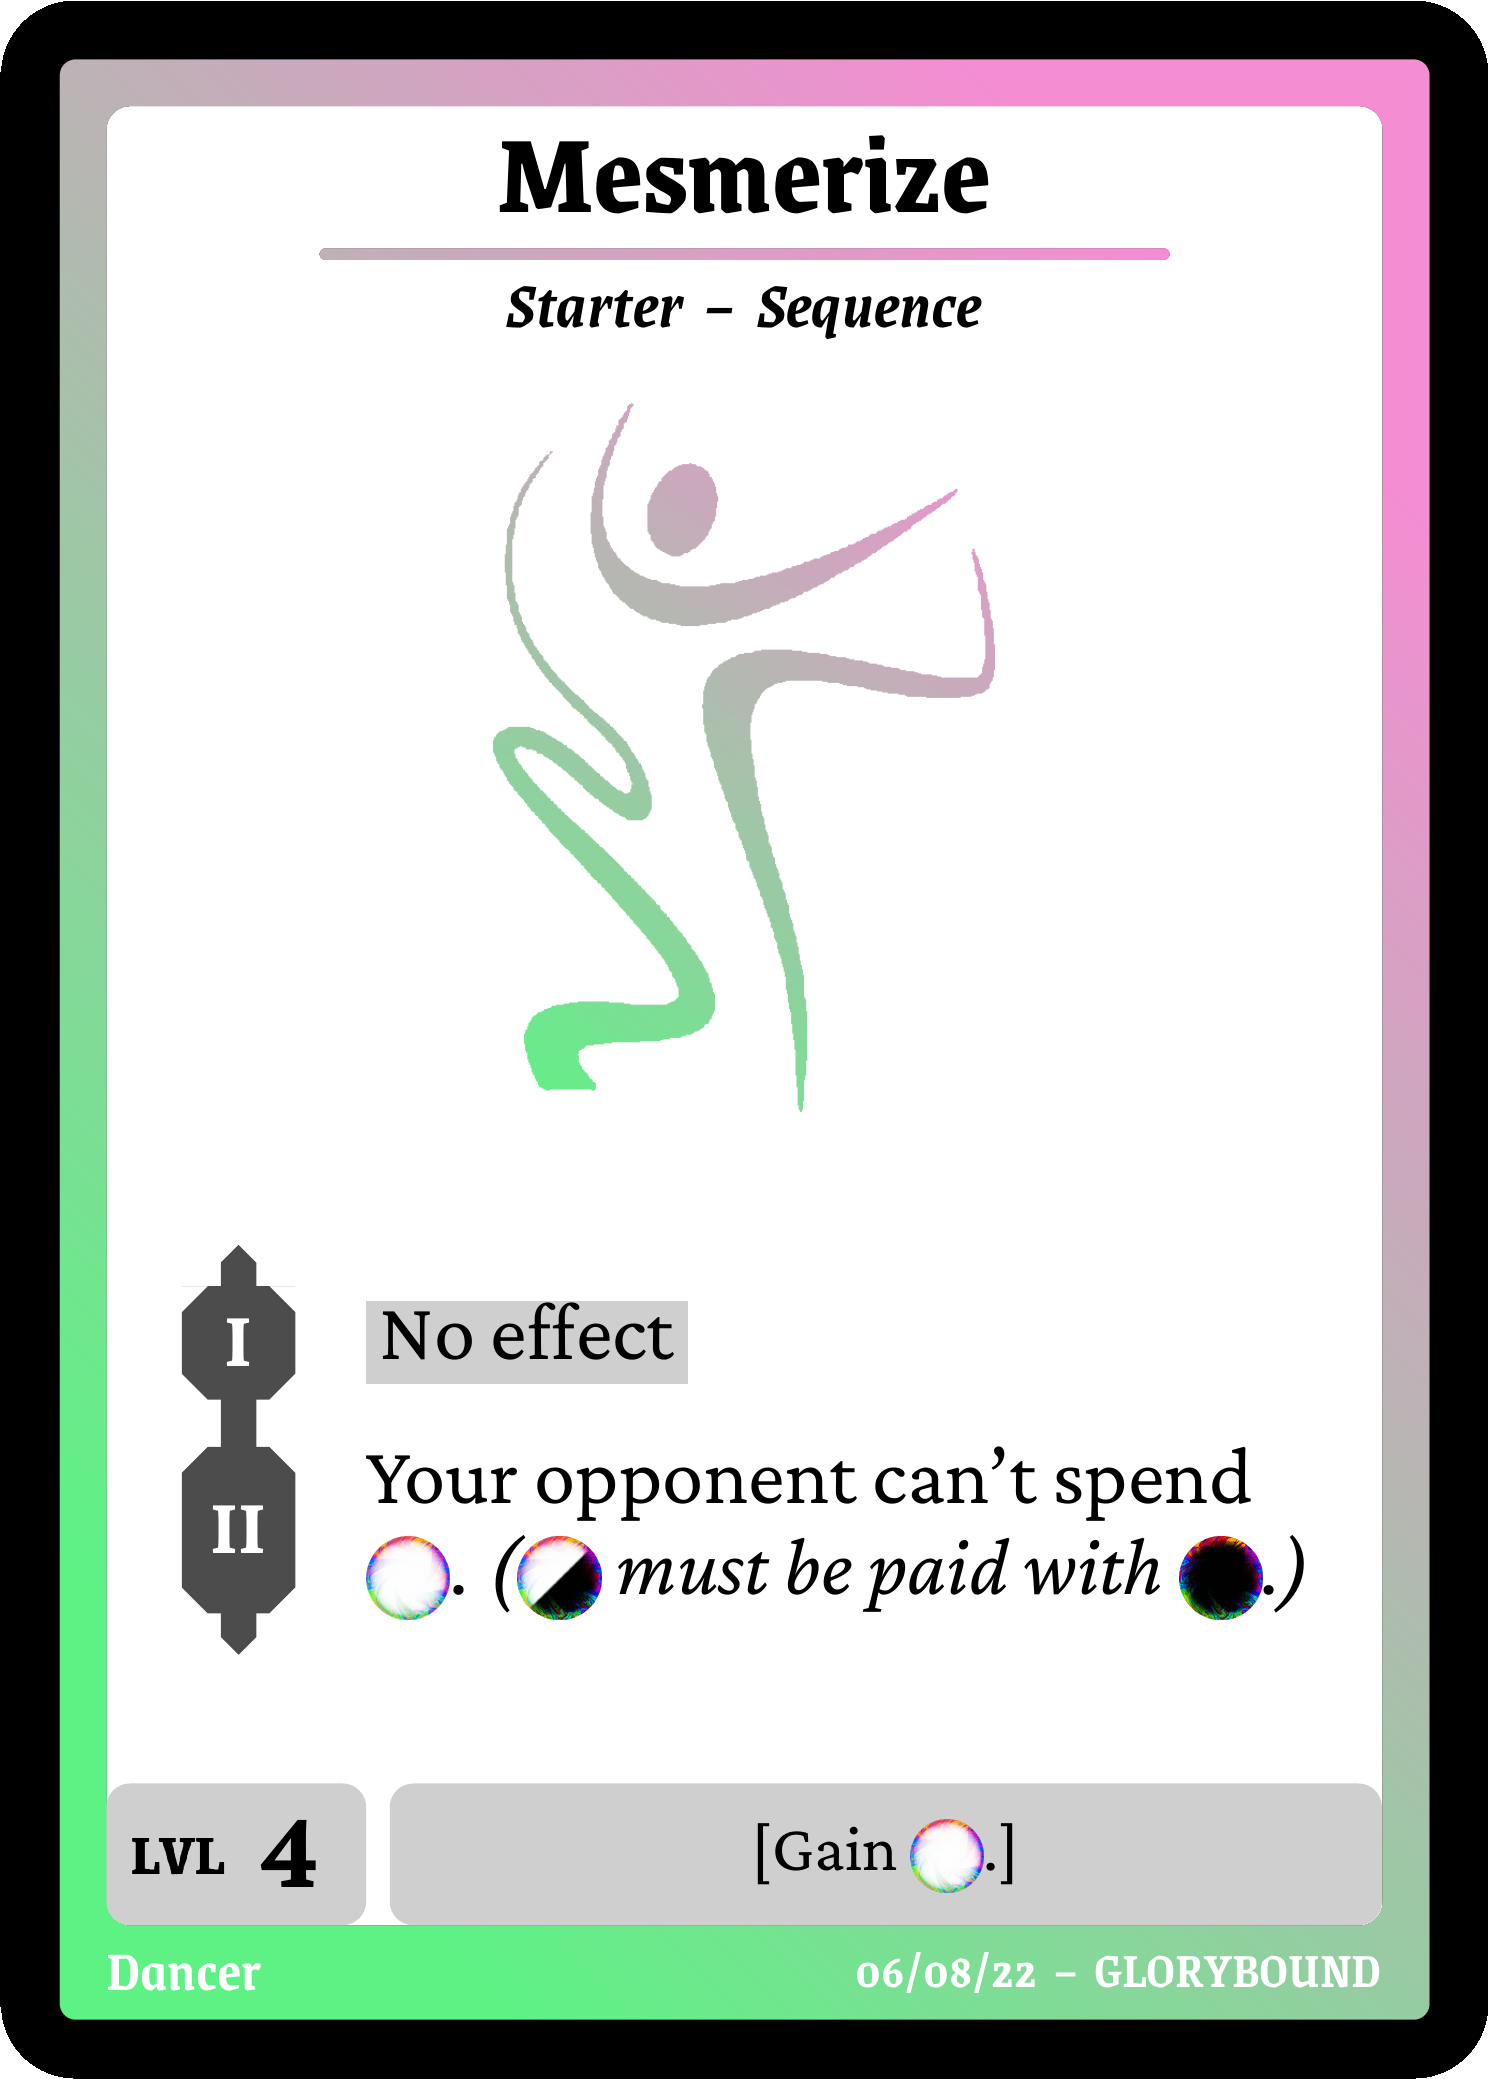 Mesmerize
Starter – Sequence
I
No effect
II
Your opponent can’t spend
. ( must be paid with .)
LVL 4
[Gain .]
Dancer
06/08/22 – GLORYBOUND